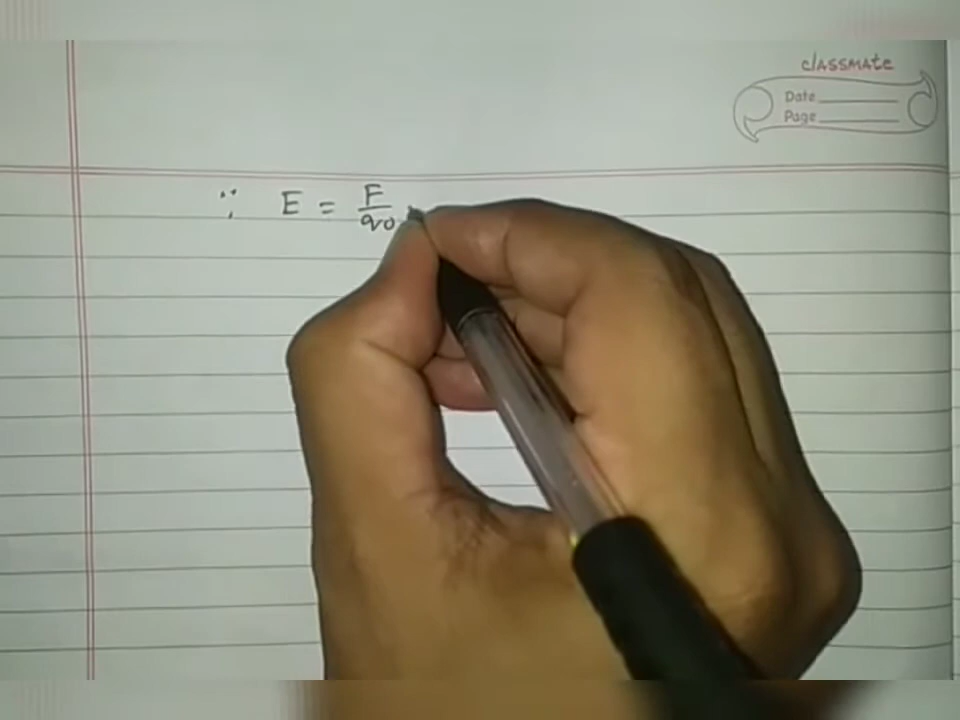 classmate
Date
Page
∵ E = F/q0